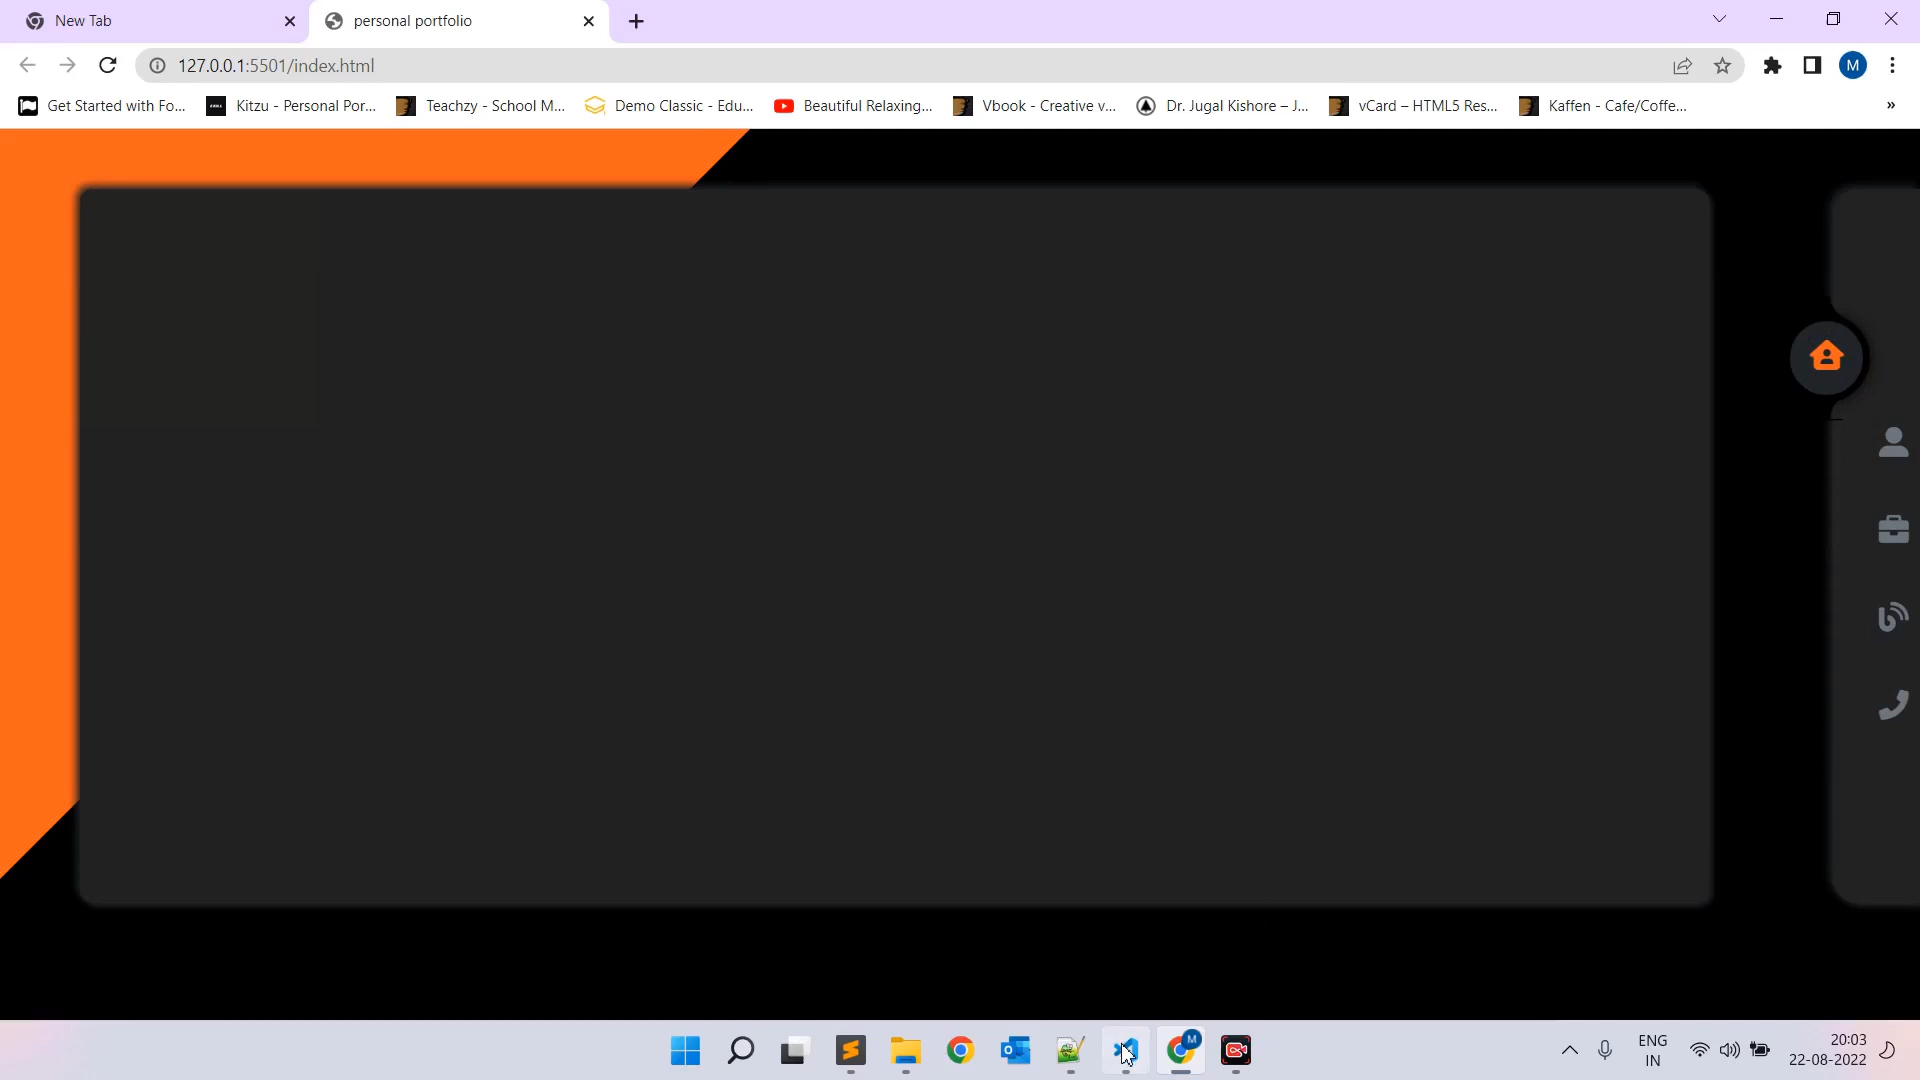 New Tab
personal portfolio
127.0.0.1:5501/index.html
M
Get Started with Fo...
Kitzu - Personal Por...
Teachzy - School M...
Demo Classic - Edu...
Beautiful Relaxing...
Vbook - Creative v...
Dr. Jugal Kishore – J...
vCard – HTML5 Res...
Kaffen - Cafe/Coffe...
»
M
ENG
IN
20:03
22-08-2022